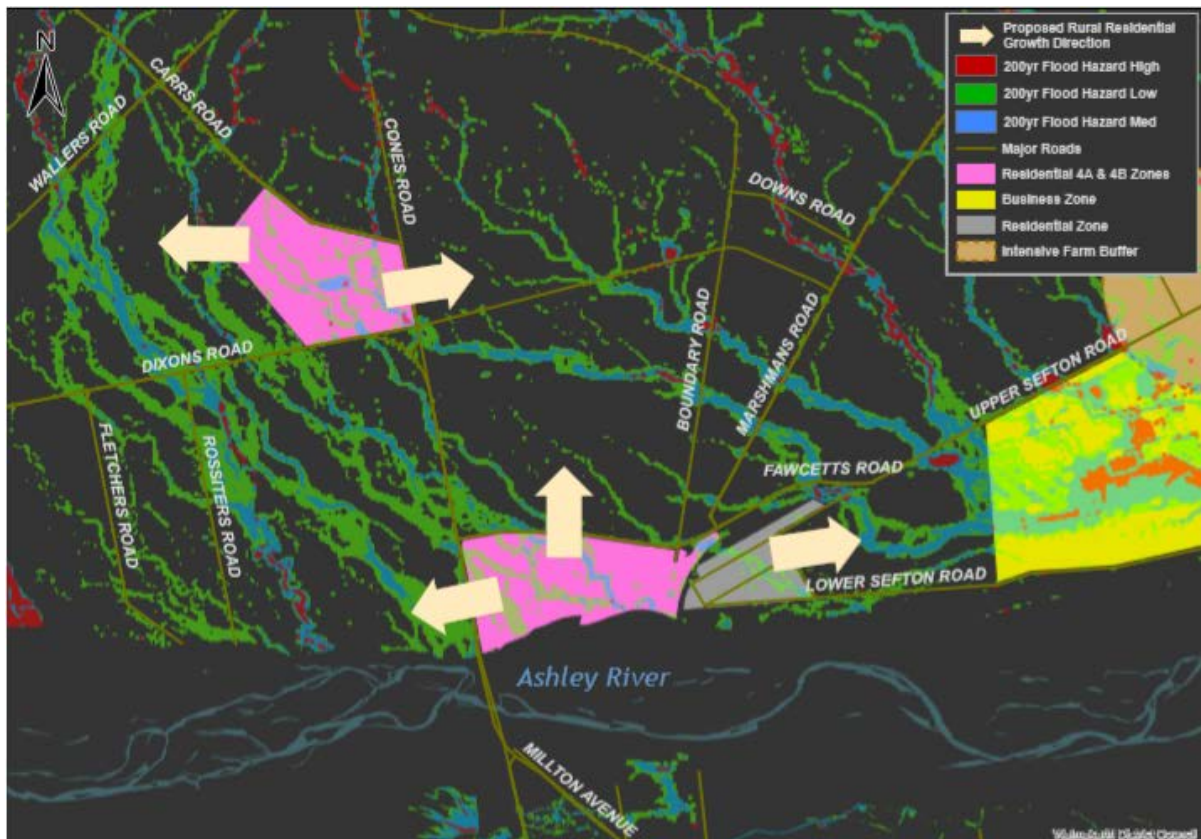 N
Proposed Rural Residential
Growth Direction
200yr Flood Hazard High
200yr Flood Hazard Low
200yr Flood Hazard Med
Major Roads
Residential 4A & 4B Zones
Business Zone
Residential Zone
Intensive Farm Buffer
CARRS ROAD
WALLERS ROAD
CONES ROAD
DOWNS ROAD
BOUNDARY ROAD
MARSHMANS ROAD
UPPER SEFTON ROAD
DIXONS ROAD
FLETCHERS ROAD
ROSSITERS ROAD
FAWCETTS ROAD
LOWER SEFTON ROAD
Ashley River
MILLTON AVENUE
Waimakariri District Council